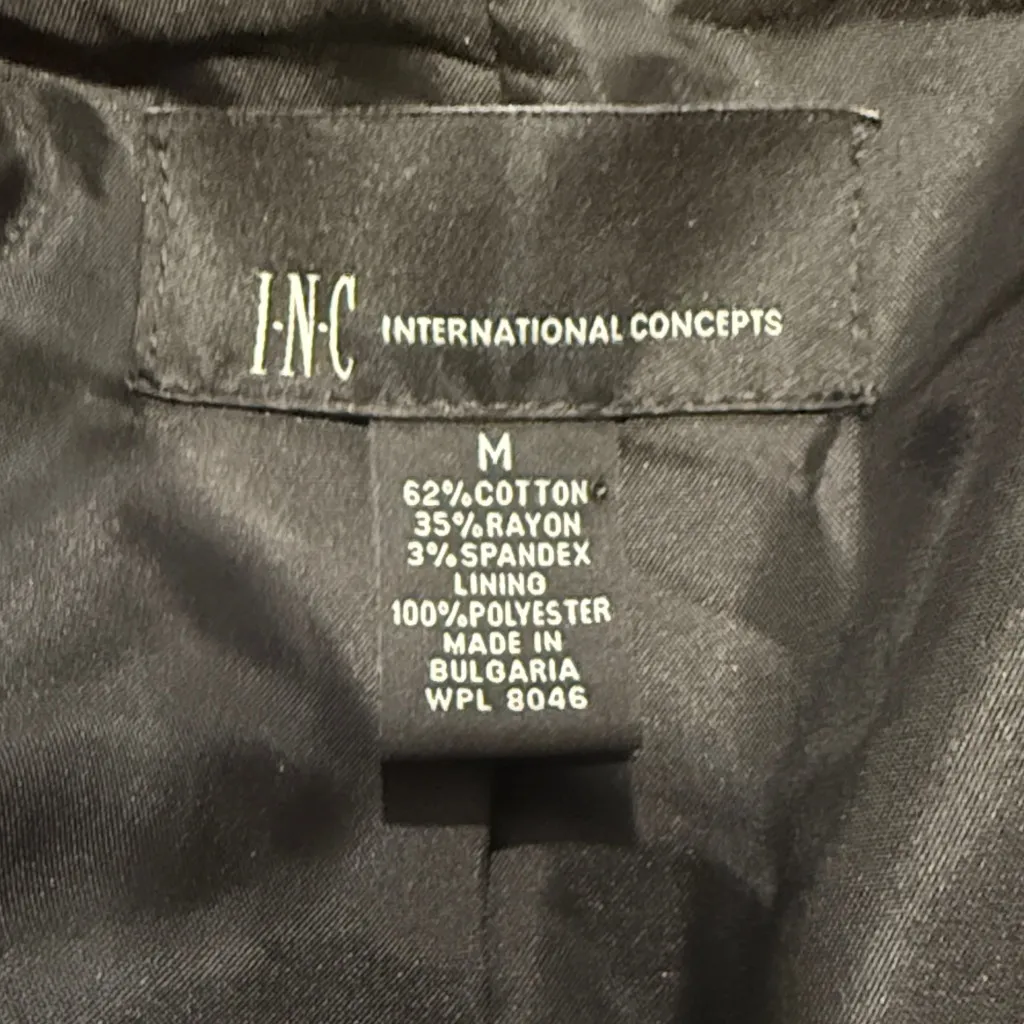 I·N·C INTERNATIONAL CONCEPTS
M
62%COTTON
35%RAYON
3%SPANDEX
LINING
100%POLYESTER
MADE IN
BULGARIA
WPL 8046